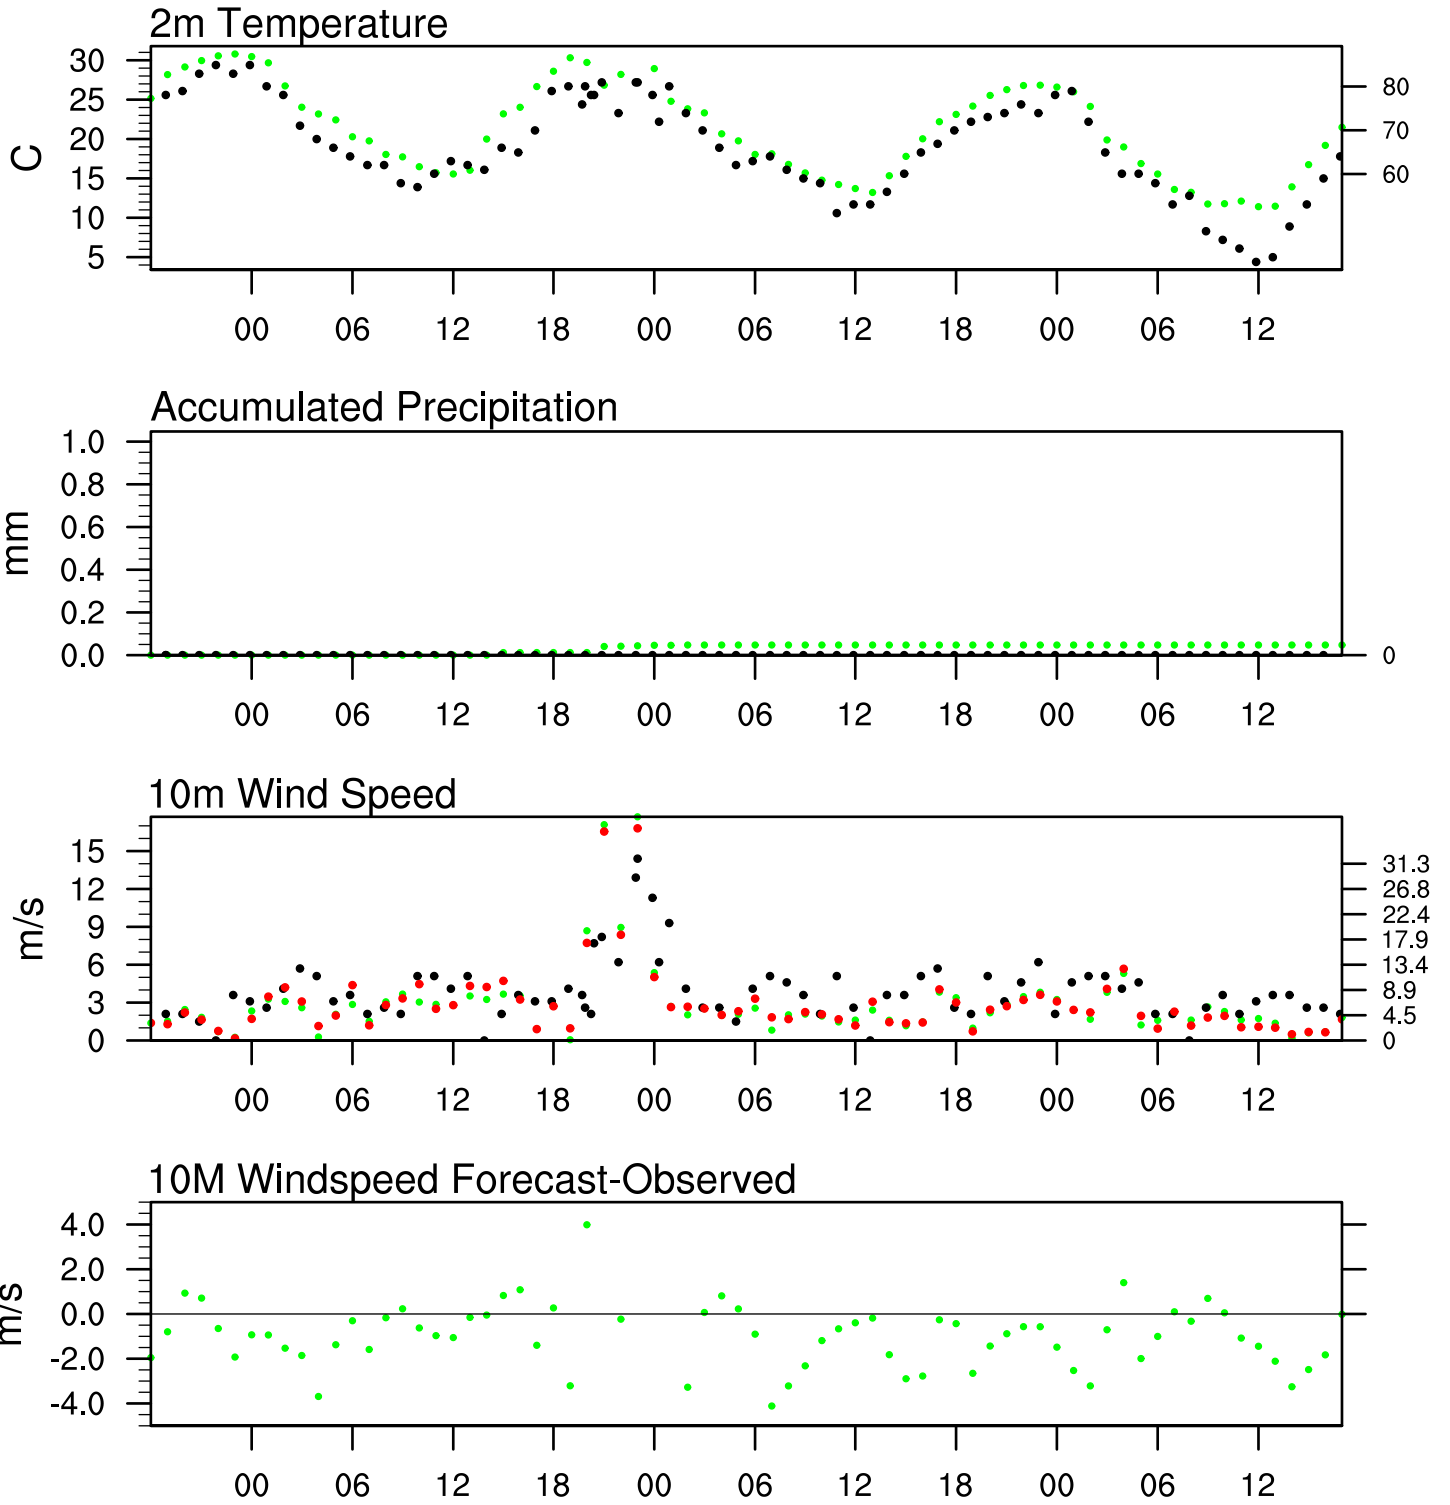 2m Temperature
30
25
20
15
10
5
C
80
70
60
00 06 12 18 00 06 12 18 00 06 12
Accumulated Precipitation
1.0
0.8
0.6
0.4
0.2
0.0
mm
0
00 06 12 18 00 06 12 18 00 06 12
10m Wind Speed
15
12
9
6
3
0
m/s
31.3
26.8
22.4
17.9
13.4
8.9
4.5
0
00 06 12 18 00 06 12 18 00 06 12
10M Windspeed Forecast-Observed
4.0
2.0
0.0
-2.0
-4.0
m/s
00 06 12 18 00 06 12 18 00 06 12